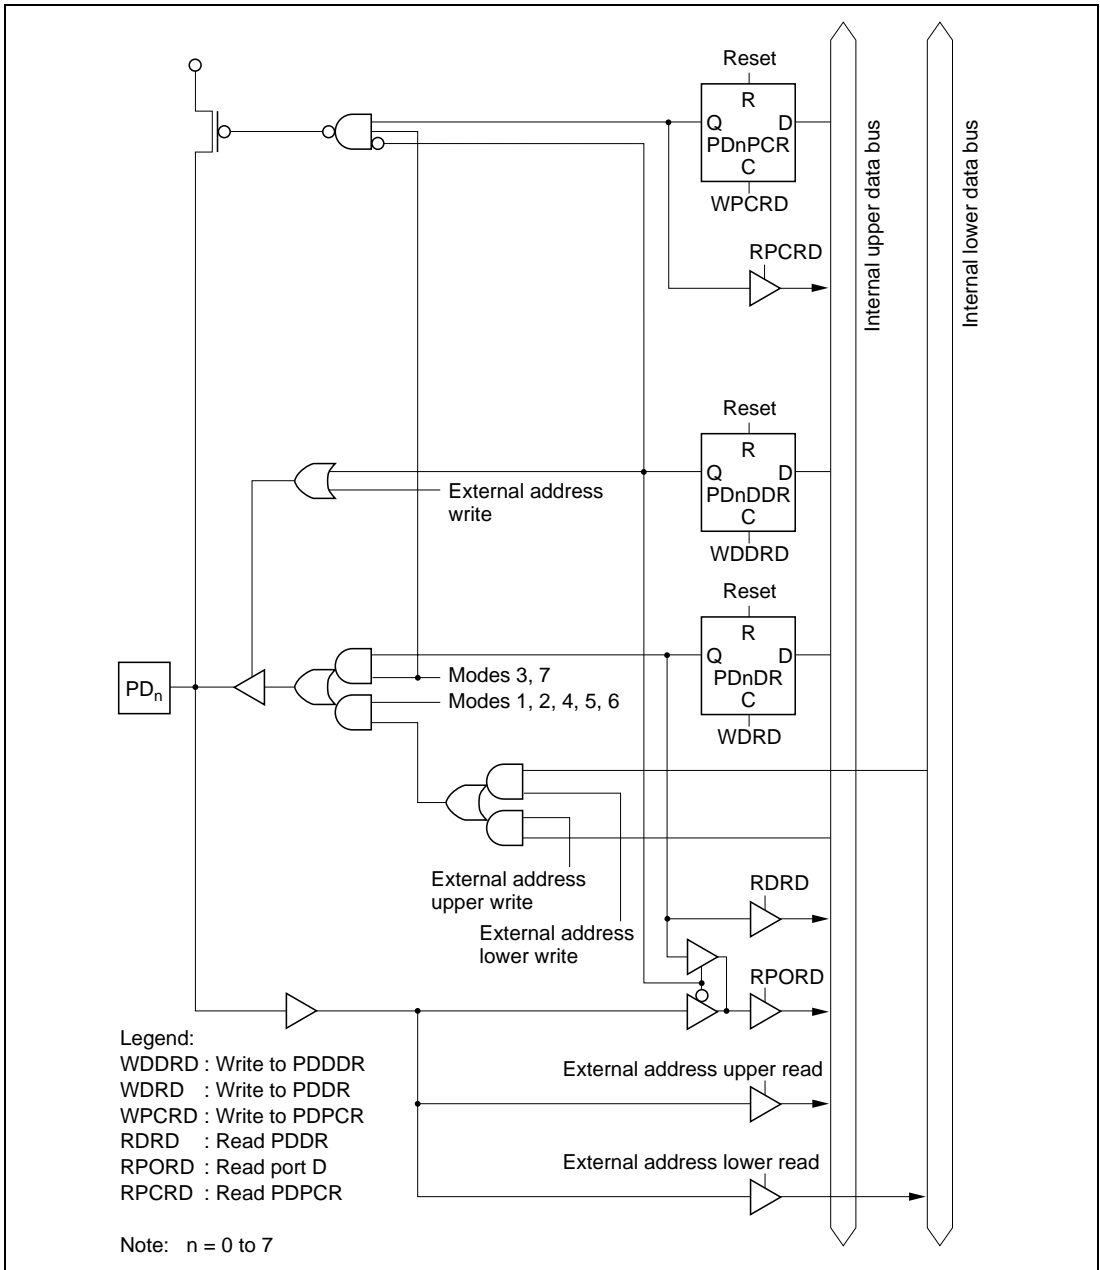 Reset
R
Q D
PDnPCR
C
WPCRD
RPCRD
Internal upper data bus
Internal lower data bus
Reset
R
Q D
PDnDDR
C
WDDRD
External address
write
Reset
R
Q D
PDnDR
C
WDRD
PDn
Modes 3, 7
Modes 1, 2, 4, 5, 6
External address
upper write
External address
lower write
RDRD
RPORD
External address upper read
External address lower read
Legend:
WDDRD : Write to PDDDR
WDRD : Write to PDDR
WPCRD : Write to PDPCR
RDRD : Read PDDR
RPORD : Read port D
RPCRD : Read PDPCR
Note: n = 0 to 7